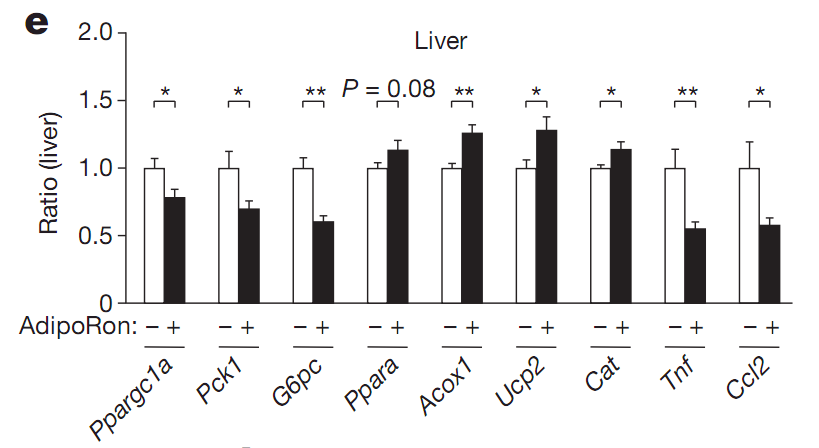 e
Liver
2.0
1.5
1.0
0.5
0
Ratio (liver)
* * ** P = 0.08 ** * * ** *
AdipoRon: – + – + – + – + – + – + – + – + – +
Ppargc1a Pck1 G6pc Ppara Acox1 Ucp2 Cat Tnf Ccl2